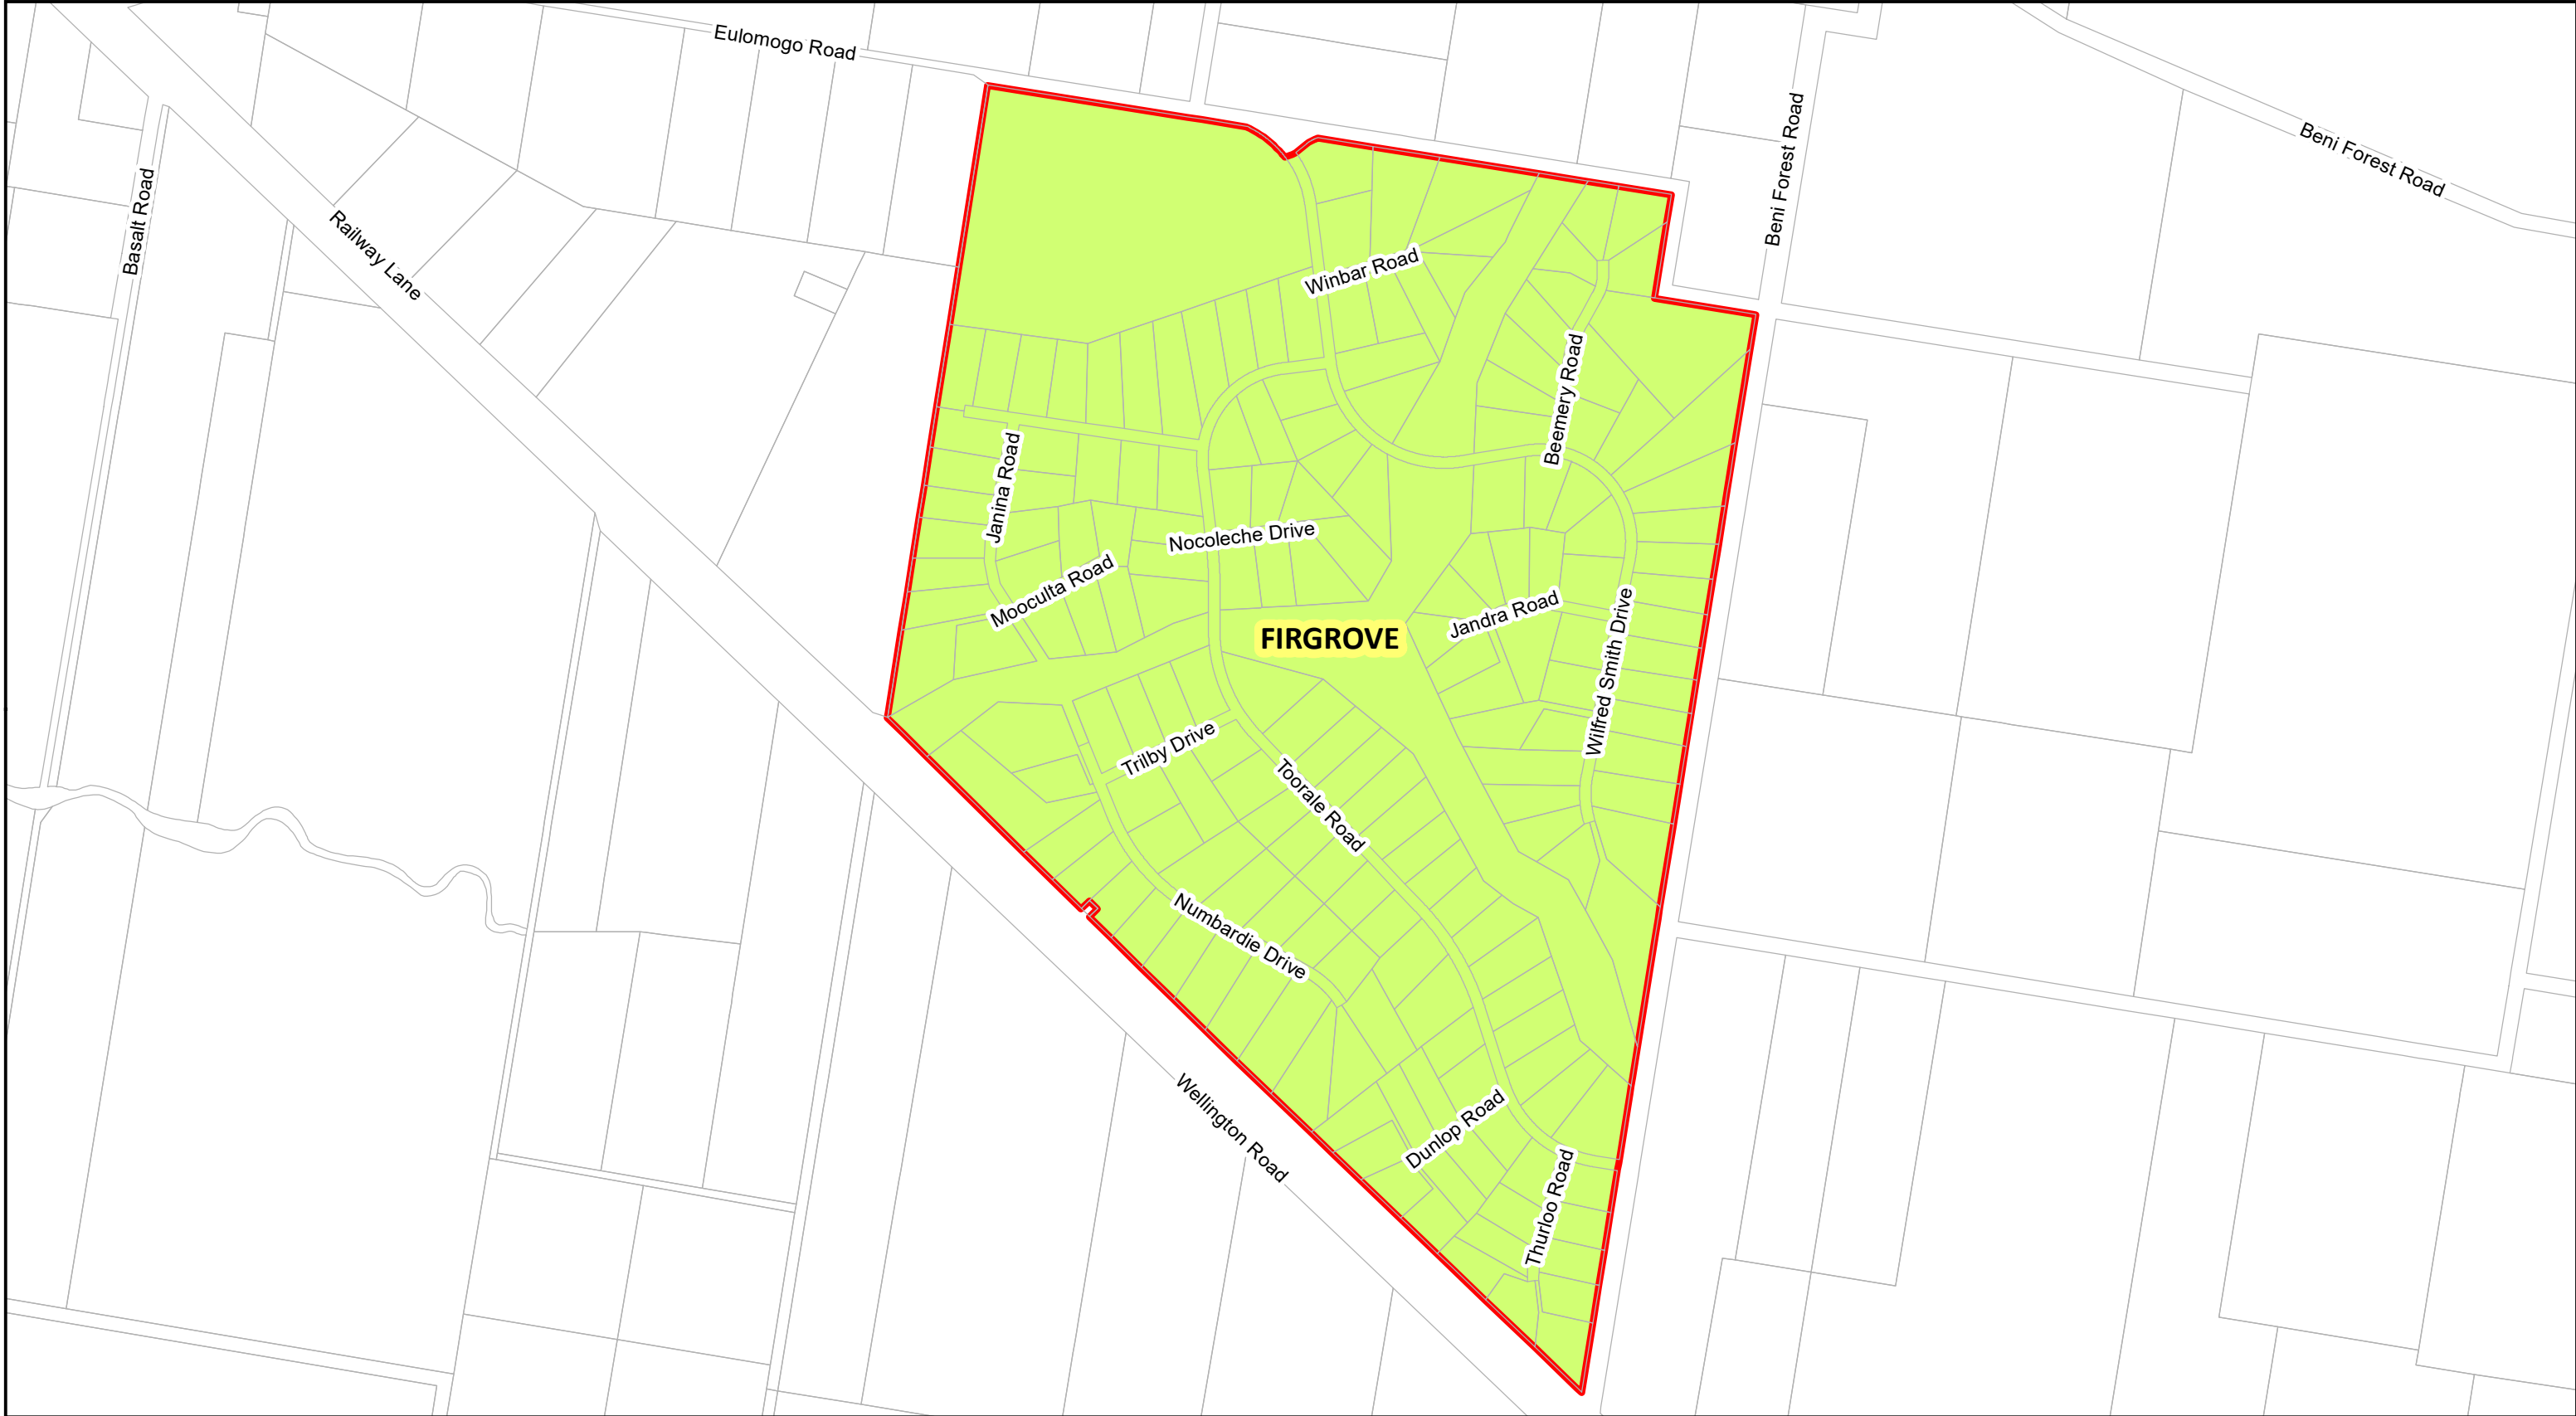 Eulomogo Road
Beni Forest Road
Beni Forest Road
Basalt Road
Railway Lane
Winbar Road
Beemery Road
Janina Road
Nocoleche Drive
Mooculta Road
Jandra Road
FIRGROVE
Wilfred Smith Drive
Trilby Drive
Toorale Road
Numbardie Drive
Wellington Road
Dunlop Road
Thurloo Road